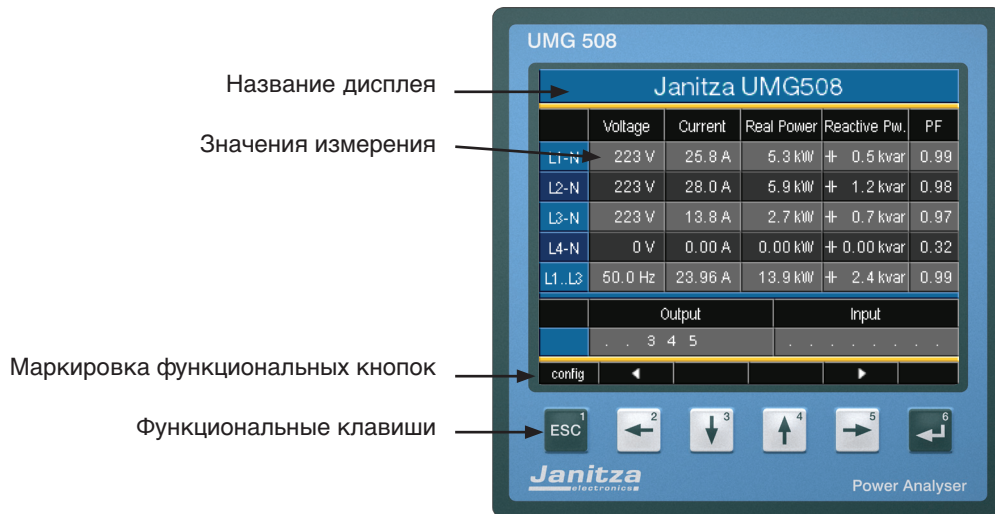 UMG 508
Название дисплея
Janitza UMG508
Voltage Current Real Power Reactive Pw. PF
Значения измерения
L1-N 223 V 25.8 A 5.3 kW 0.5 kvar 0.99
L2-N 223 V 28.0 A 5.9 kW 1.2 kvar 0.98
L3-N 223 V 13.8 A 2.7 kW 0.7 kvar 0.97
L4-N 0 V 0.00 A 0.00 kW 0.00 kvar 0.32
L1..L3 50.0 Hz 23.96 A 13.9 kW 2.4 kvar 0.99
Output Input
. . 3 4 5 . . . . . . . .
Маркировка функциональных кнопок
config
Функциональные клавиши
ESC 1 2 3 4 5 6
Janitza
electronics
Power Analyser